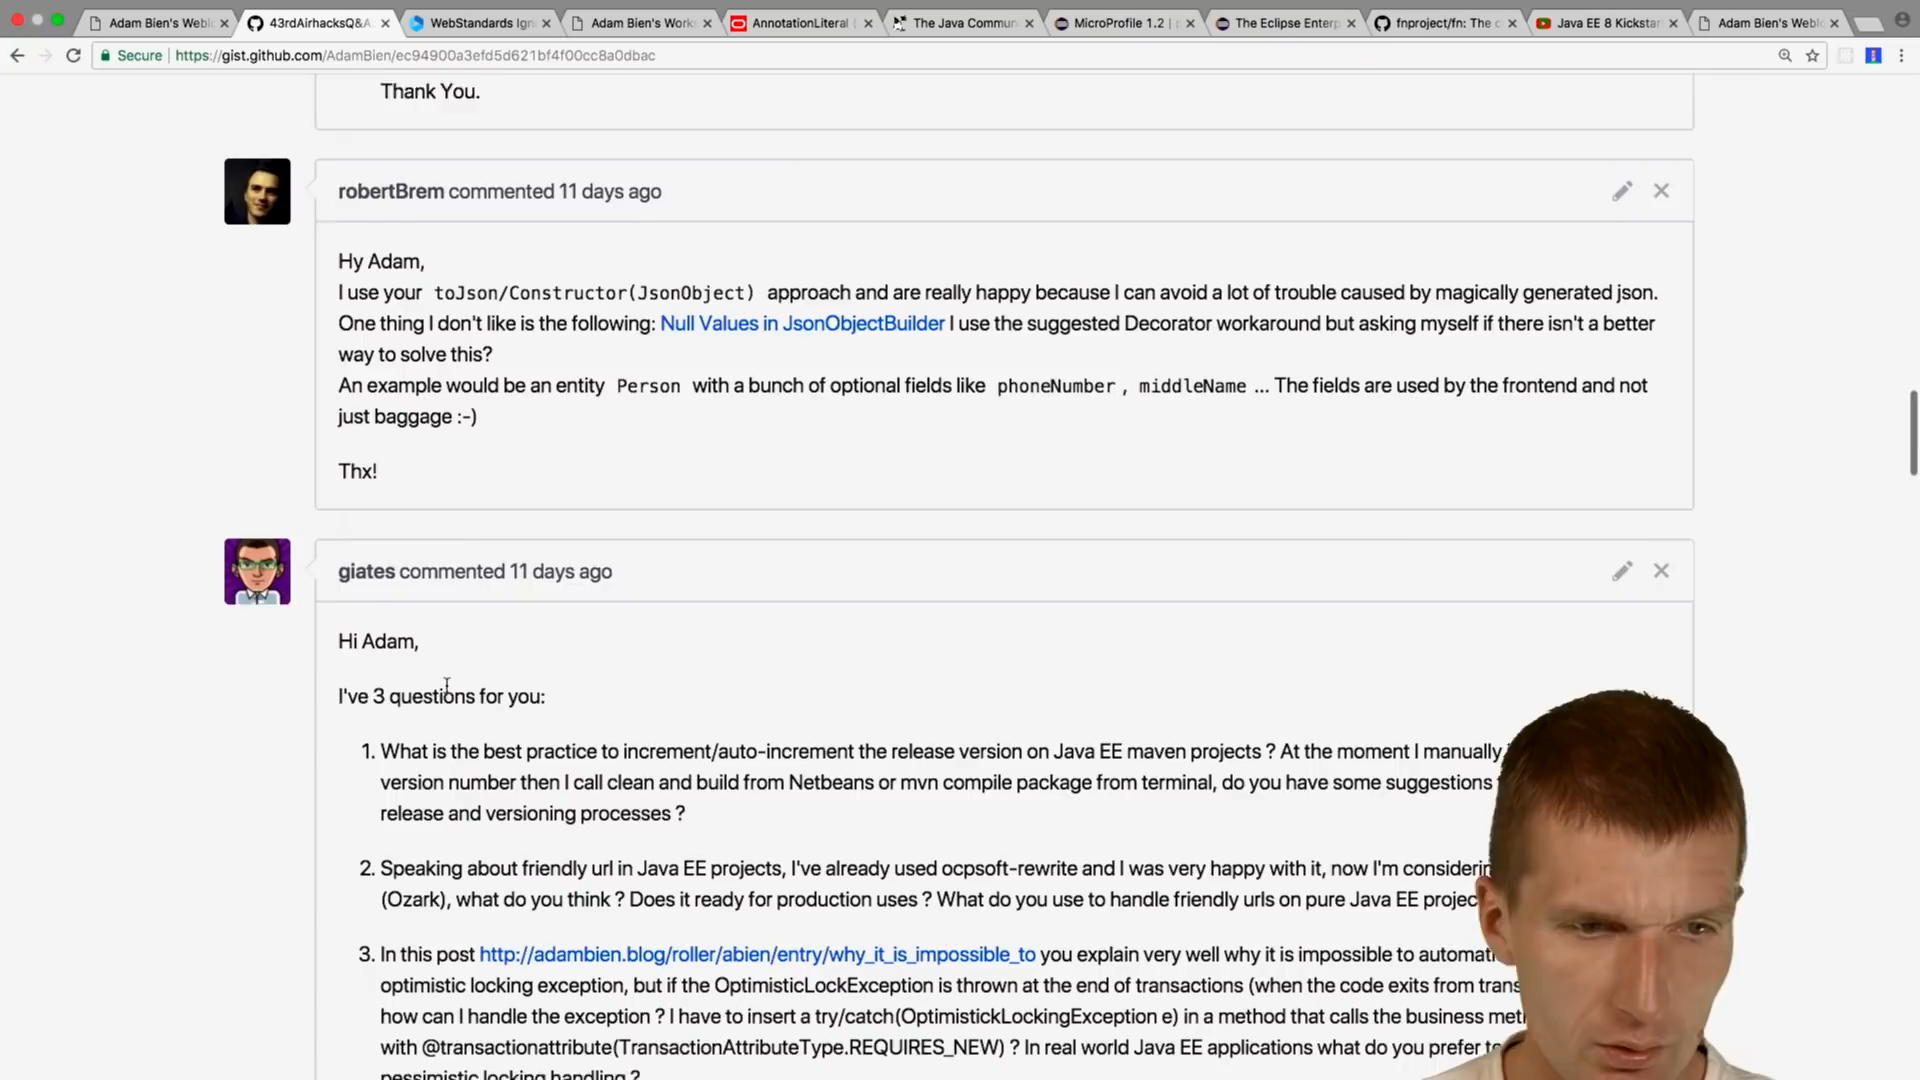 Adam Bien's Weblo
43rdAirhacksQ&A
WebStandards Ign
Adam Bien's Work
AnnotationLiteral
The Java Commun
MicroProfile 1.2 | p
The Eclipse Enterp
fnproject/fn: The c
Java EE 8 Kickstar
Adam Bien's Weblo
Secure https://gist.github.com/AdamBien/ec94900a3efd5d621bf4f00cc8a0dbac
Thank You.
robertBrem commented 11 days ago
Hy Adam,
I use your toJson/Constructor(JsonObject) approach and are really happy because I can avoid a lot of trouble caused by magically generated json.
One thing I don't like is the following: Null Values in JsonObjectBuilder I use the suggested Decorator workaround but asking myself if there isn't a better
way to solve this?
An example would be an entity Person with a bunch of optional fields like phoneNumber , middleName ... The fields are used by the frontend and not
just baggage :-)
Thx!
giates commented 11 days ago
Hi Adam,
I've 3 questions for you:
1. What is the best practice to increment/auto-increment the release version on Java EE maven projects ? At the moment I manually
version number then I call clean and build from Netbeans or mvn compile package from terminal, do you have some suggestions
release and versioning processes ?
2. Speaking about friendly url in Java EE projects, I've already used ocpsoft-rewrite and I was very happy with it, now I'm considerin
(Ozark), what do you think ? Does it ready for production uses ? What do you use to handle friendly urls on pure Java EE projec
3. In this post http://adambien.blog/roller/abien/entry/why_it_is_impossible_to you explain very well why it is impossible to automati
optimistic locking exception, but if the OptimisticLockException is thrown at the end of transactions (when the code exits from trans
how can I handle the exception ? I have to insert a try/catch(OptimistickLockingException e) in a method that calls the business met
with @transactionattribute(TransactionAttributeType.REQUIRES_NEW) ? In real world Java EE applications what do you prefer to
pessimistic locking handling ?